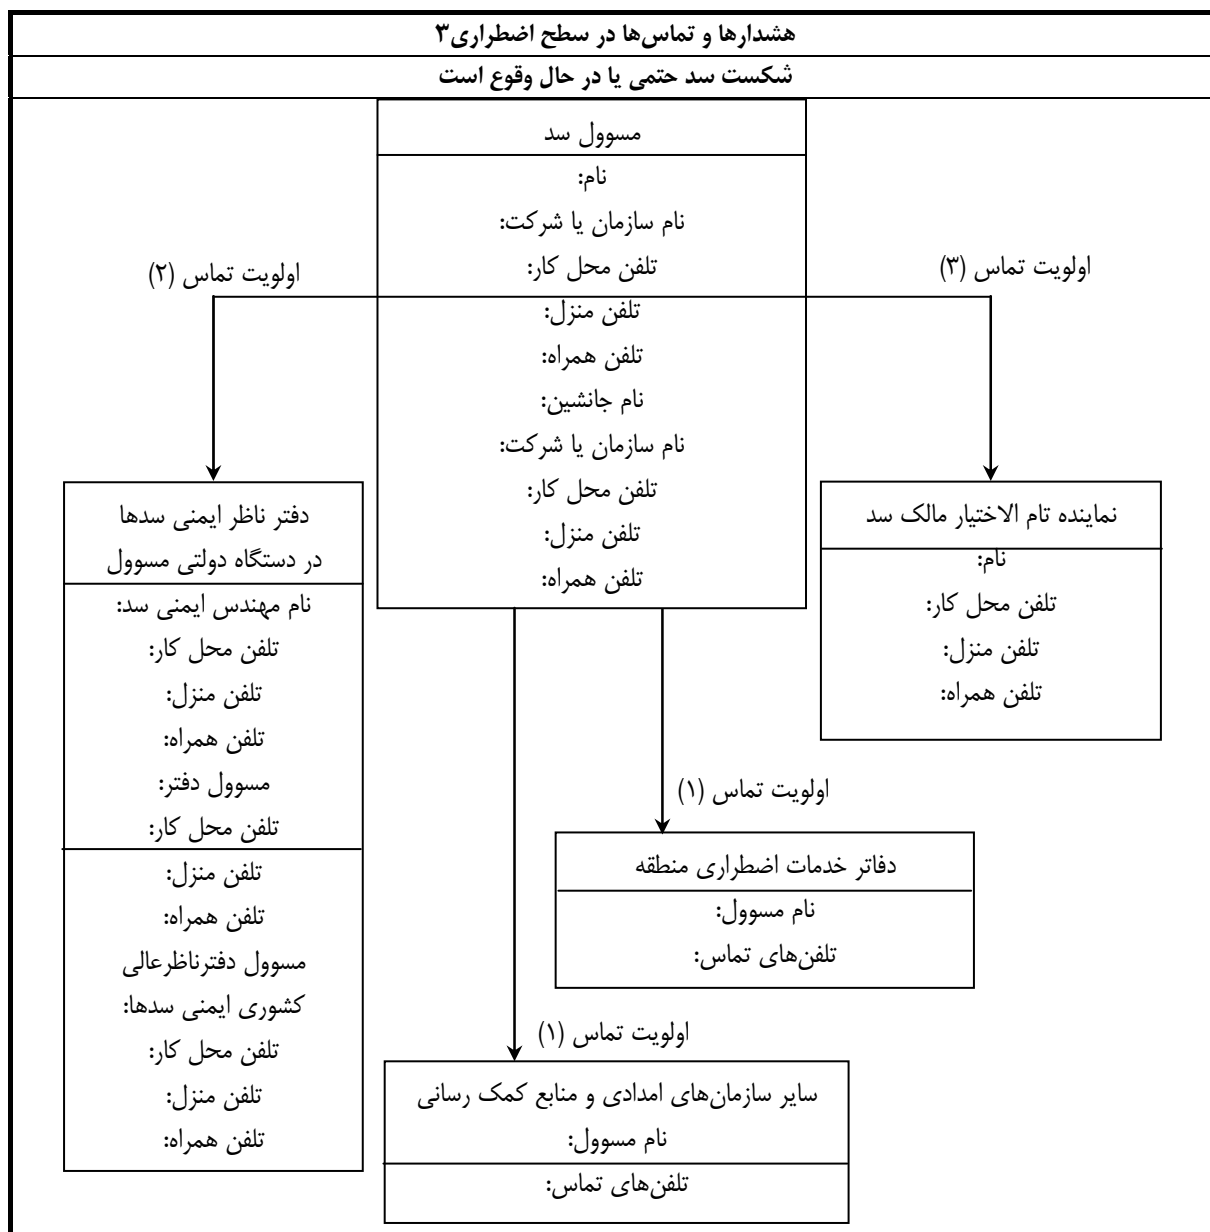 هشدارها و تماس‌ها در سطح اضطراری۳
شکست سد حتمی یا در حال وقوع است
مسوول سد
نام:
نام سازمان یا شرکت:
تلفن محل کار:
تلفن منزل:
تلفن همراه:
نام جانشین:
نام سازمان یا شرکت:
تلفن محل کار:
تلفن منزل:
تلفن همراه:
اولویت تماس (۳)
نماینده تام الاختیار مالک سد
نام:
تلفن محل کار:
تلفن منزل:
تلفن همراه:
اولویت تماس (۲)
دفتر ناظر ایمنی سدها
در دستگاه دولتی مسوول
نام مهندس ایمنی سد:
تلفن محل کار:
تلفن منزل:
تلفن همراه:
مسوول دفتر:
تلفن محل کار:
تلفن منزل:
تلفن همراه:
مسوول دفترناظرعالی
کشوری ایمنی سدها:
تلفن محل کار:
تلفن منزل:
تلفن همراه:
اولویت تماس (۱)
دفاتر خدمات اضطراری منطقه
نام مسوول:
تلفن‌های تماس:
اولویت تماس (۱)
سایر سازمان‌های امدادی و منابع کمک رسانی
نام مسوول:
تلفن‌های تماس: